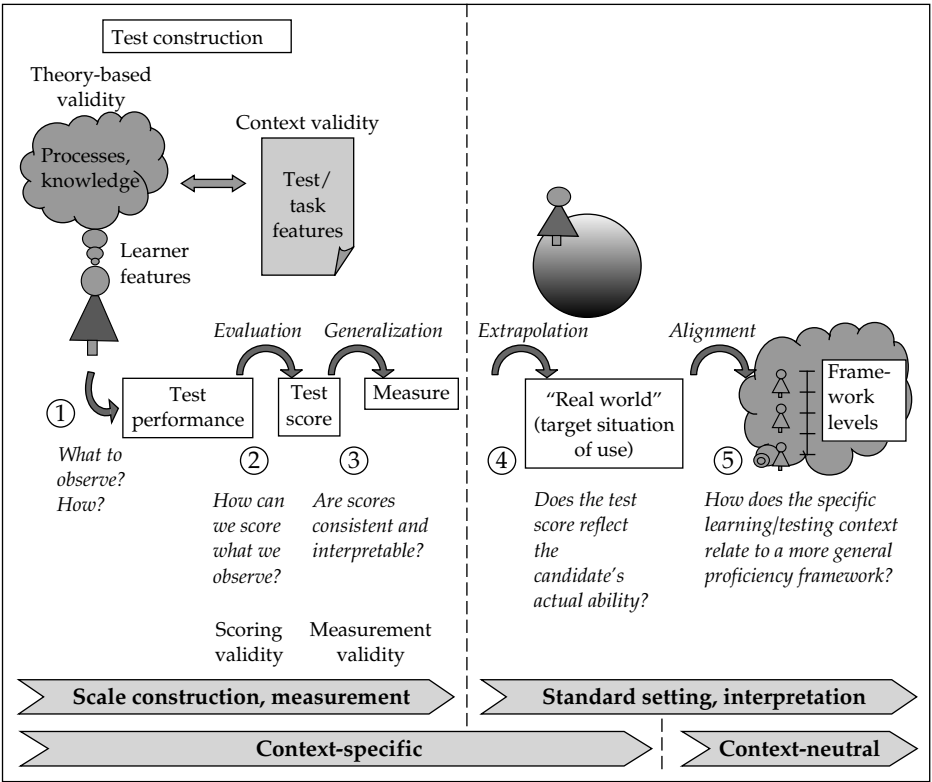 Test construction
Theory-based
validity
Context validity
Processes,
knowledge
Test/
task
features
Learner
features
Evaluation
Generalization
Extrapolation
Alignment
Test
performance
Test
score
Measure
"Real world"
(target situation
of use)
Frame-
work
levels
1
What to
observe?
How?
2
How can
we score
what we
observe?
3
Are scores
consistent and
interpretable?
4
Does the test
score reflect
the
candidate's
actual ability?
5
How does the specific
learning/testing context
relate to a more general
proficiency framework?
Scoring
validity
Measurement
validity
Scale construction, measurement
Standard setting, interpretation
Context-specific
Context-neutral